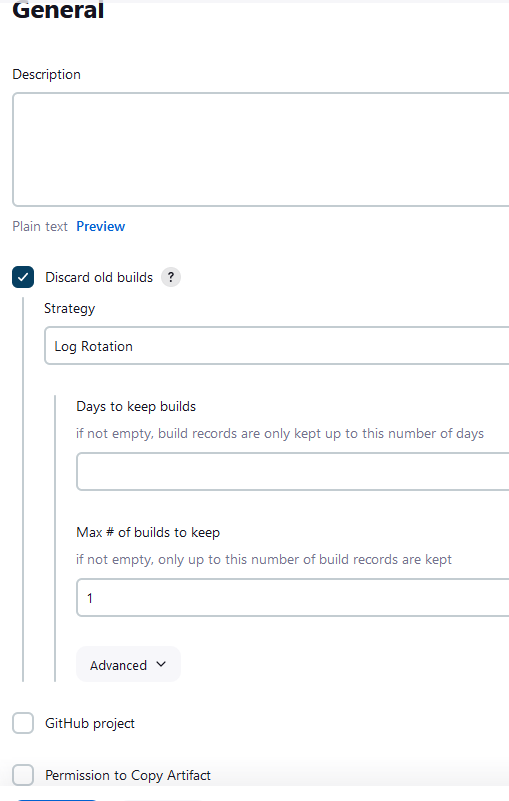 General
Description
Plain text Preview
Discard old builds ?
Strategy
Log Rotation
Days to keep builds
if not empty, build records are only kept up to this number of days
Max # of builds to keep
if not empty, only up to this number of build records are kept
1
Advanced
GitHub project
Permission to Copy Artifact